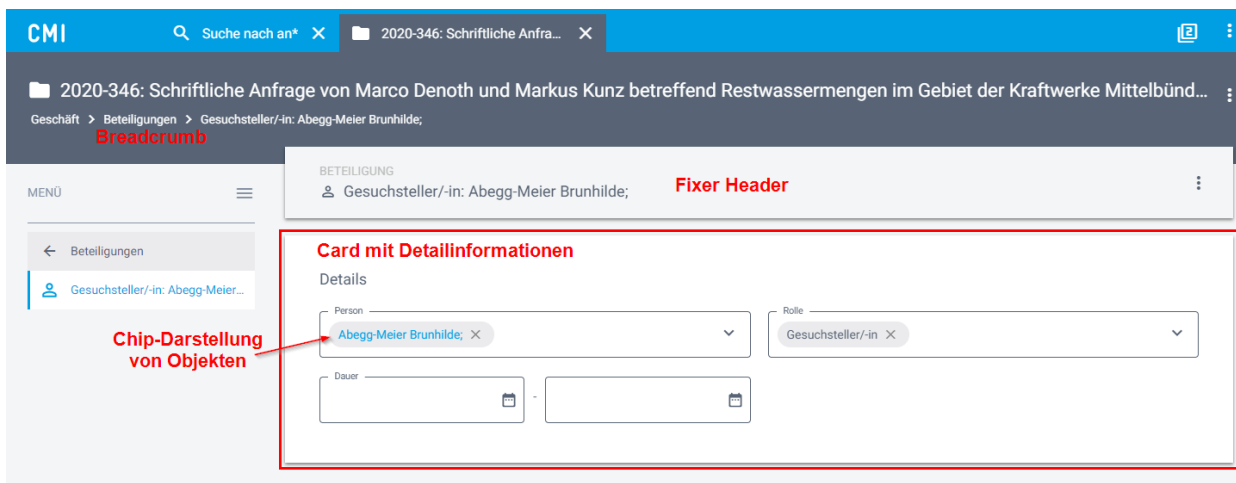 CMI
Suche nach an*
2020-346: Schriftliche Anfra...
2
2020-346: Schriftliche Anfrage von Marco Denoth und Markus Kunz betreffend Restwassermengen im Gebiet der Kraftwerke Mittelbünd...
Geschäft > Beteiligungen > Gesuchsteller/-in: Abegg-Meier Brunhilde;
Breadcrumb
MENÜ
BETEILIGUNG
Gesuchsteller/-in: Abegg-Meier Brunhilde;
Fixer Header
Beteiligungen
Gesuchsteller/-in: Abegg-Meier...
Card mit Detailinformationen
Details
Person
Abegg-Meier Brunhilde;
Rolle
Gesuchsteller/-in
Chip-Darstellung
von Objekten
Dauer
-